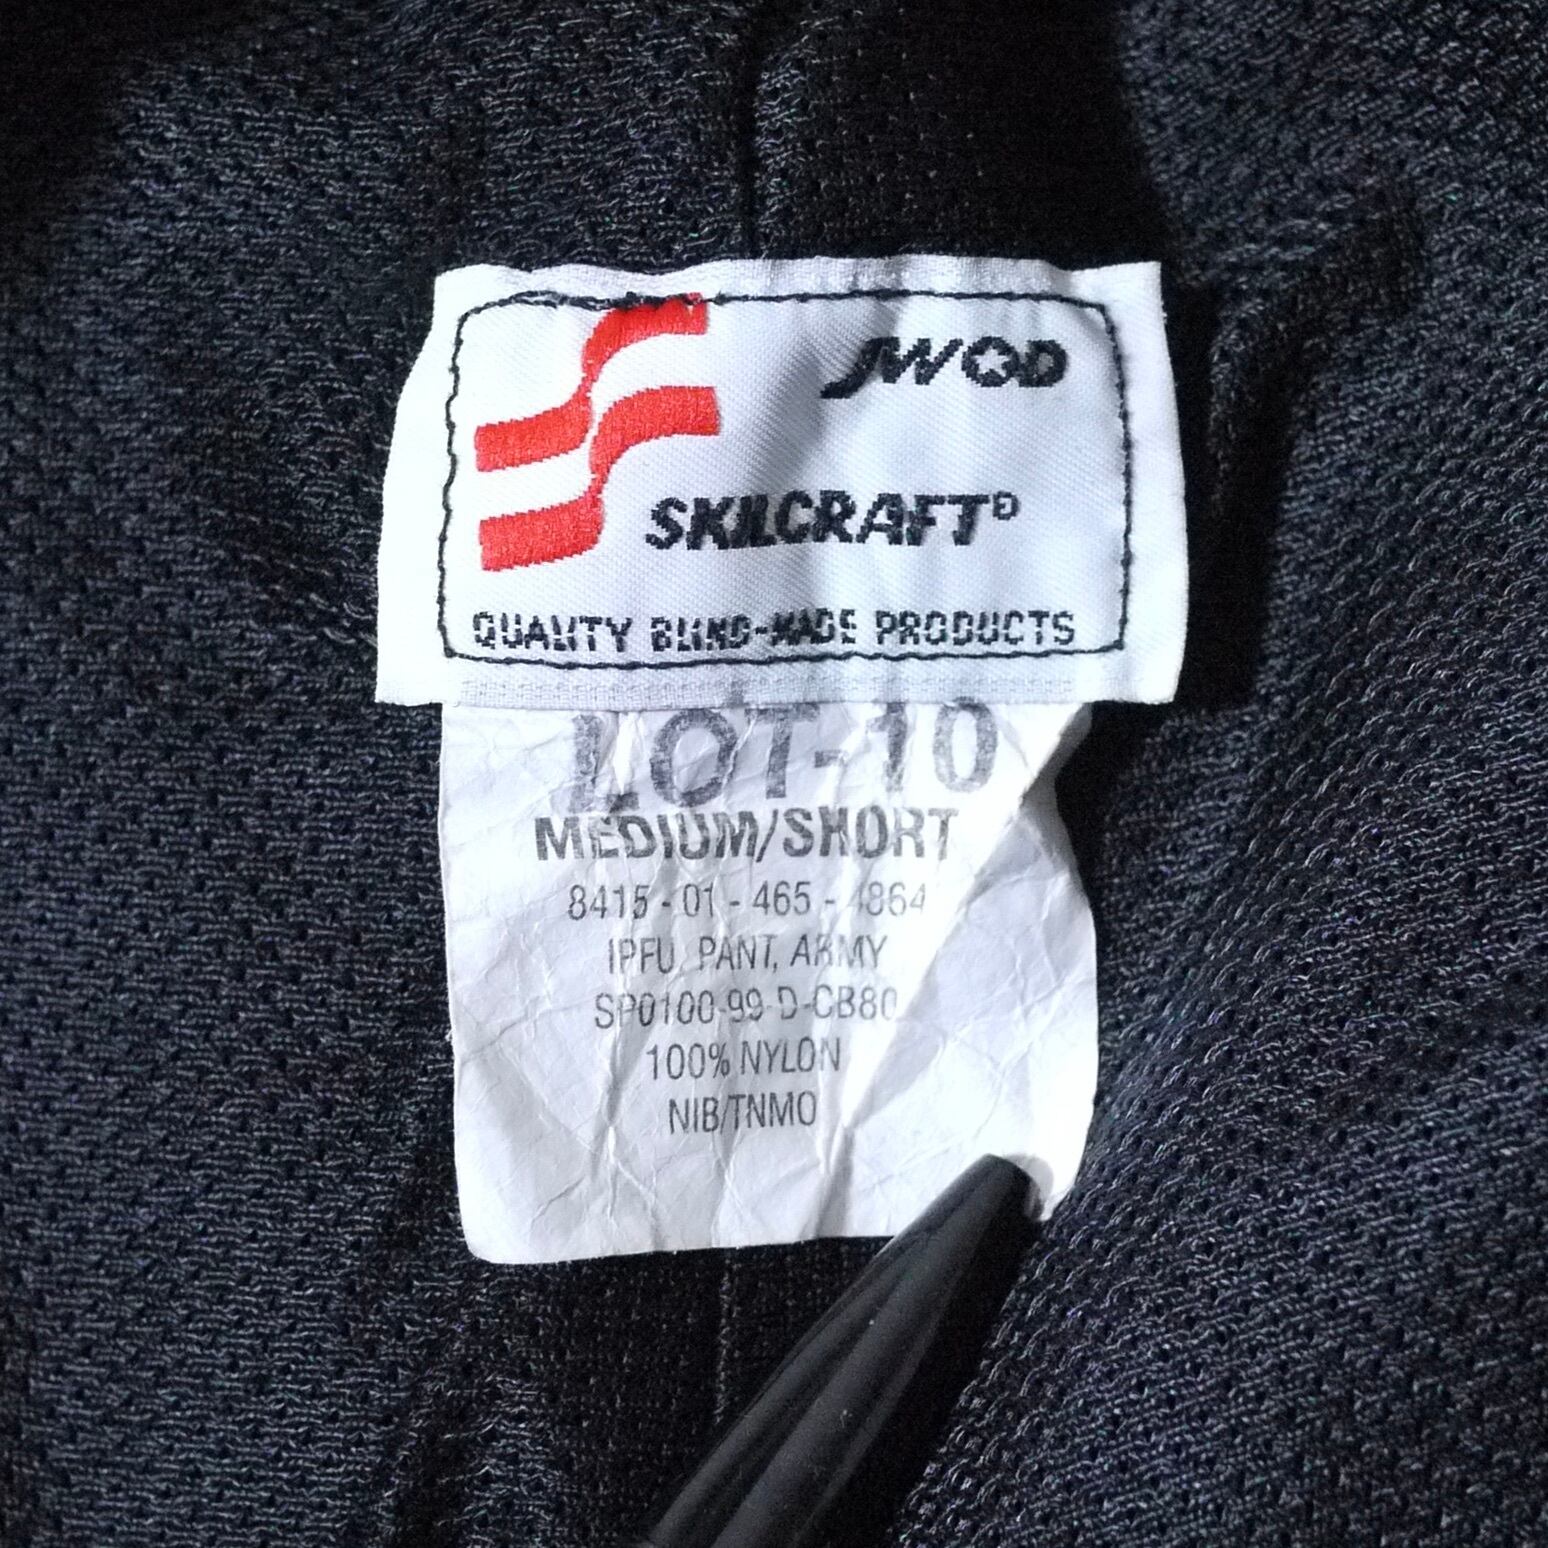 JWOD
SKILCRAFT®
QUALITY BLIND-MADE PRODUCTS
LOT-10
MEDIUM/SHORT
8415-01-465-4864
IPFU PANT, ARMY
SP0100-99-D-CB80
100% NYLON
NIB/TNMO